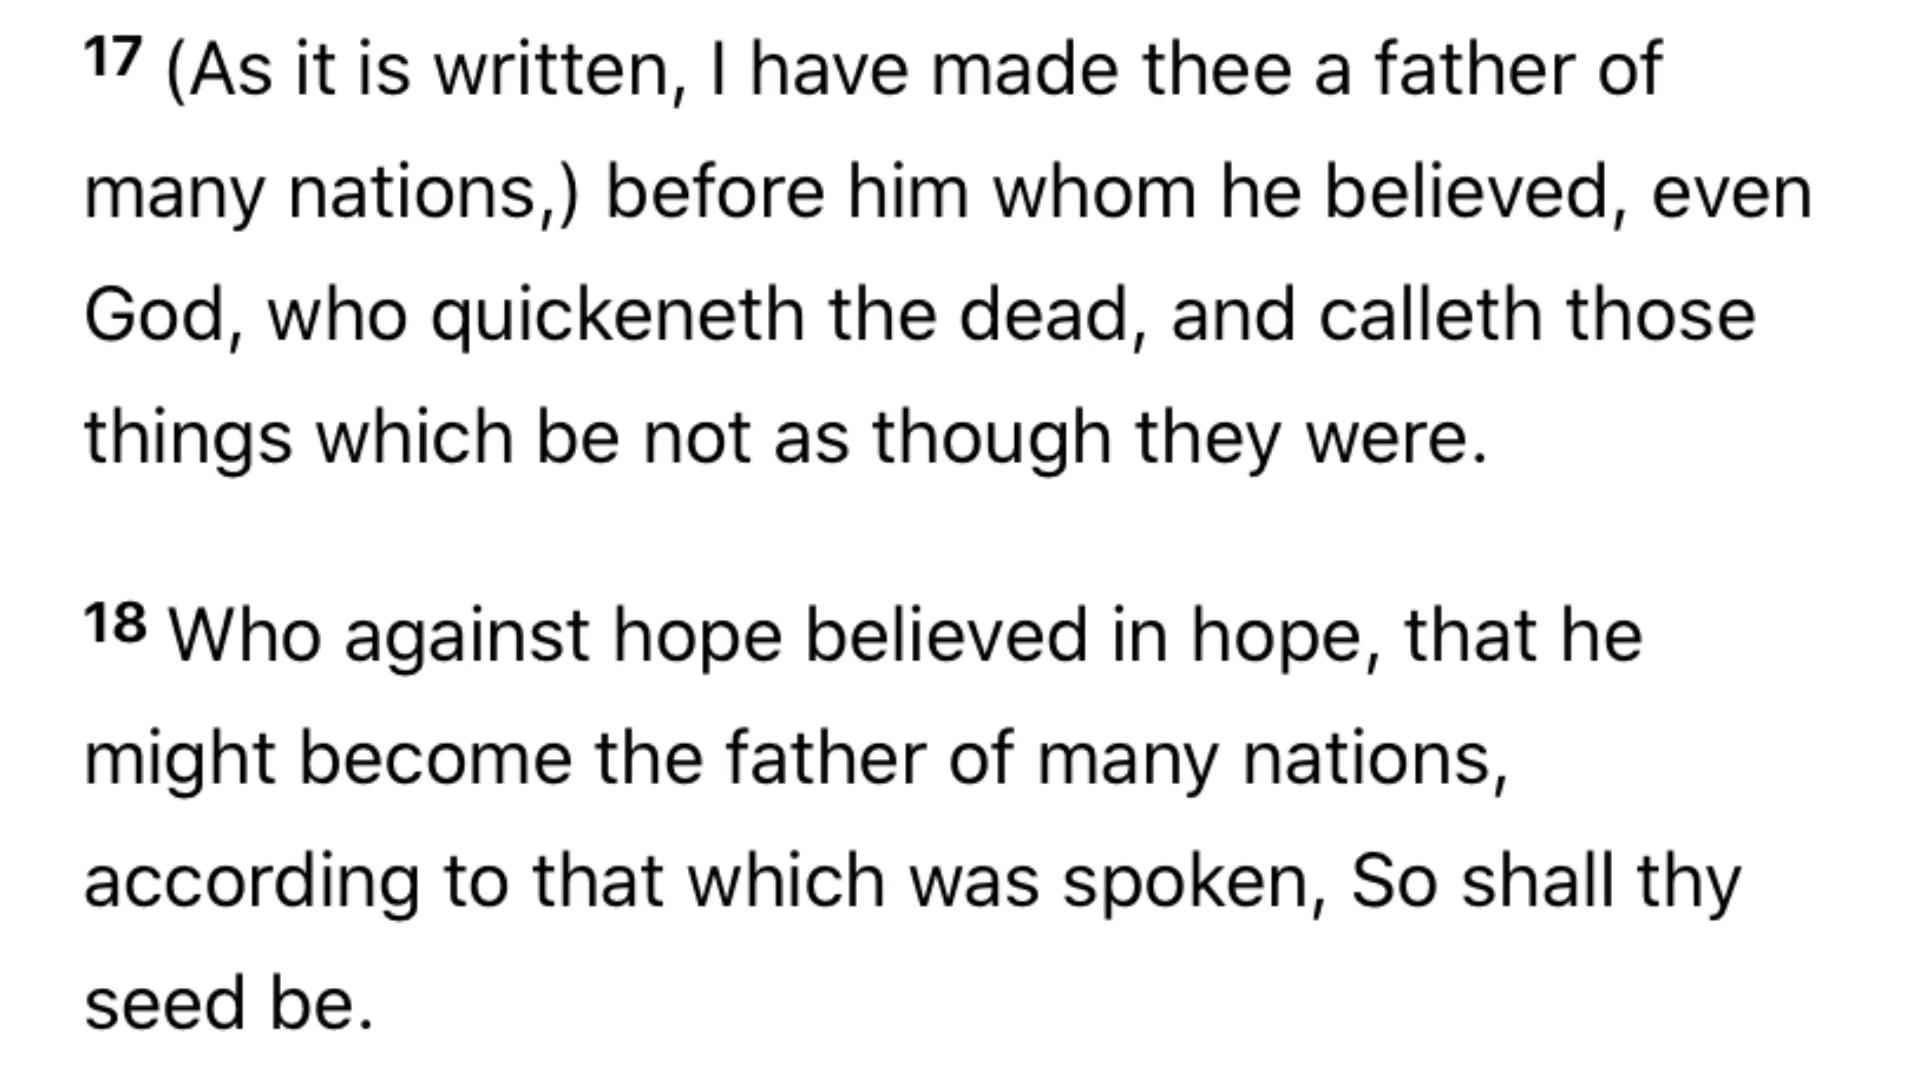 17 (As it is written, I have made thee a father of
many nations,) before him whom he believed, even
God, who quickeneth the dead, and calleth those
things which be not as though they were.
18 Who against hope believed in hope, that he
might become the father of many nations,
according to that which was spoken, So shall thy
seed be.